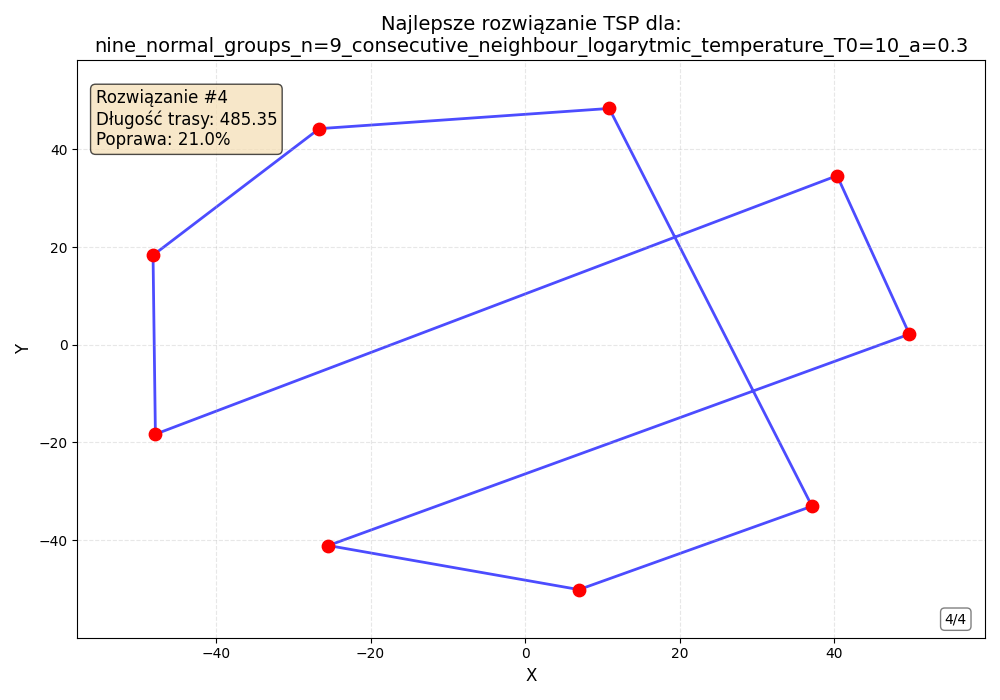 Najlepsze rozwiązanie TSP dla:
nine_normal_groups_n=9_consecutive_neighbour_logarytmic_temperature_T0=10_a=0.3
Rozwiązanie #4
Długość trasy: 485.35
Poprawa: 21.0%
40
20
0
−20
−40
Y
4/4
−40
−20
0
20
40
X